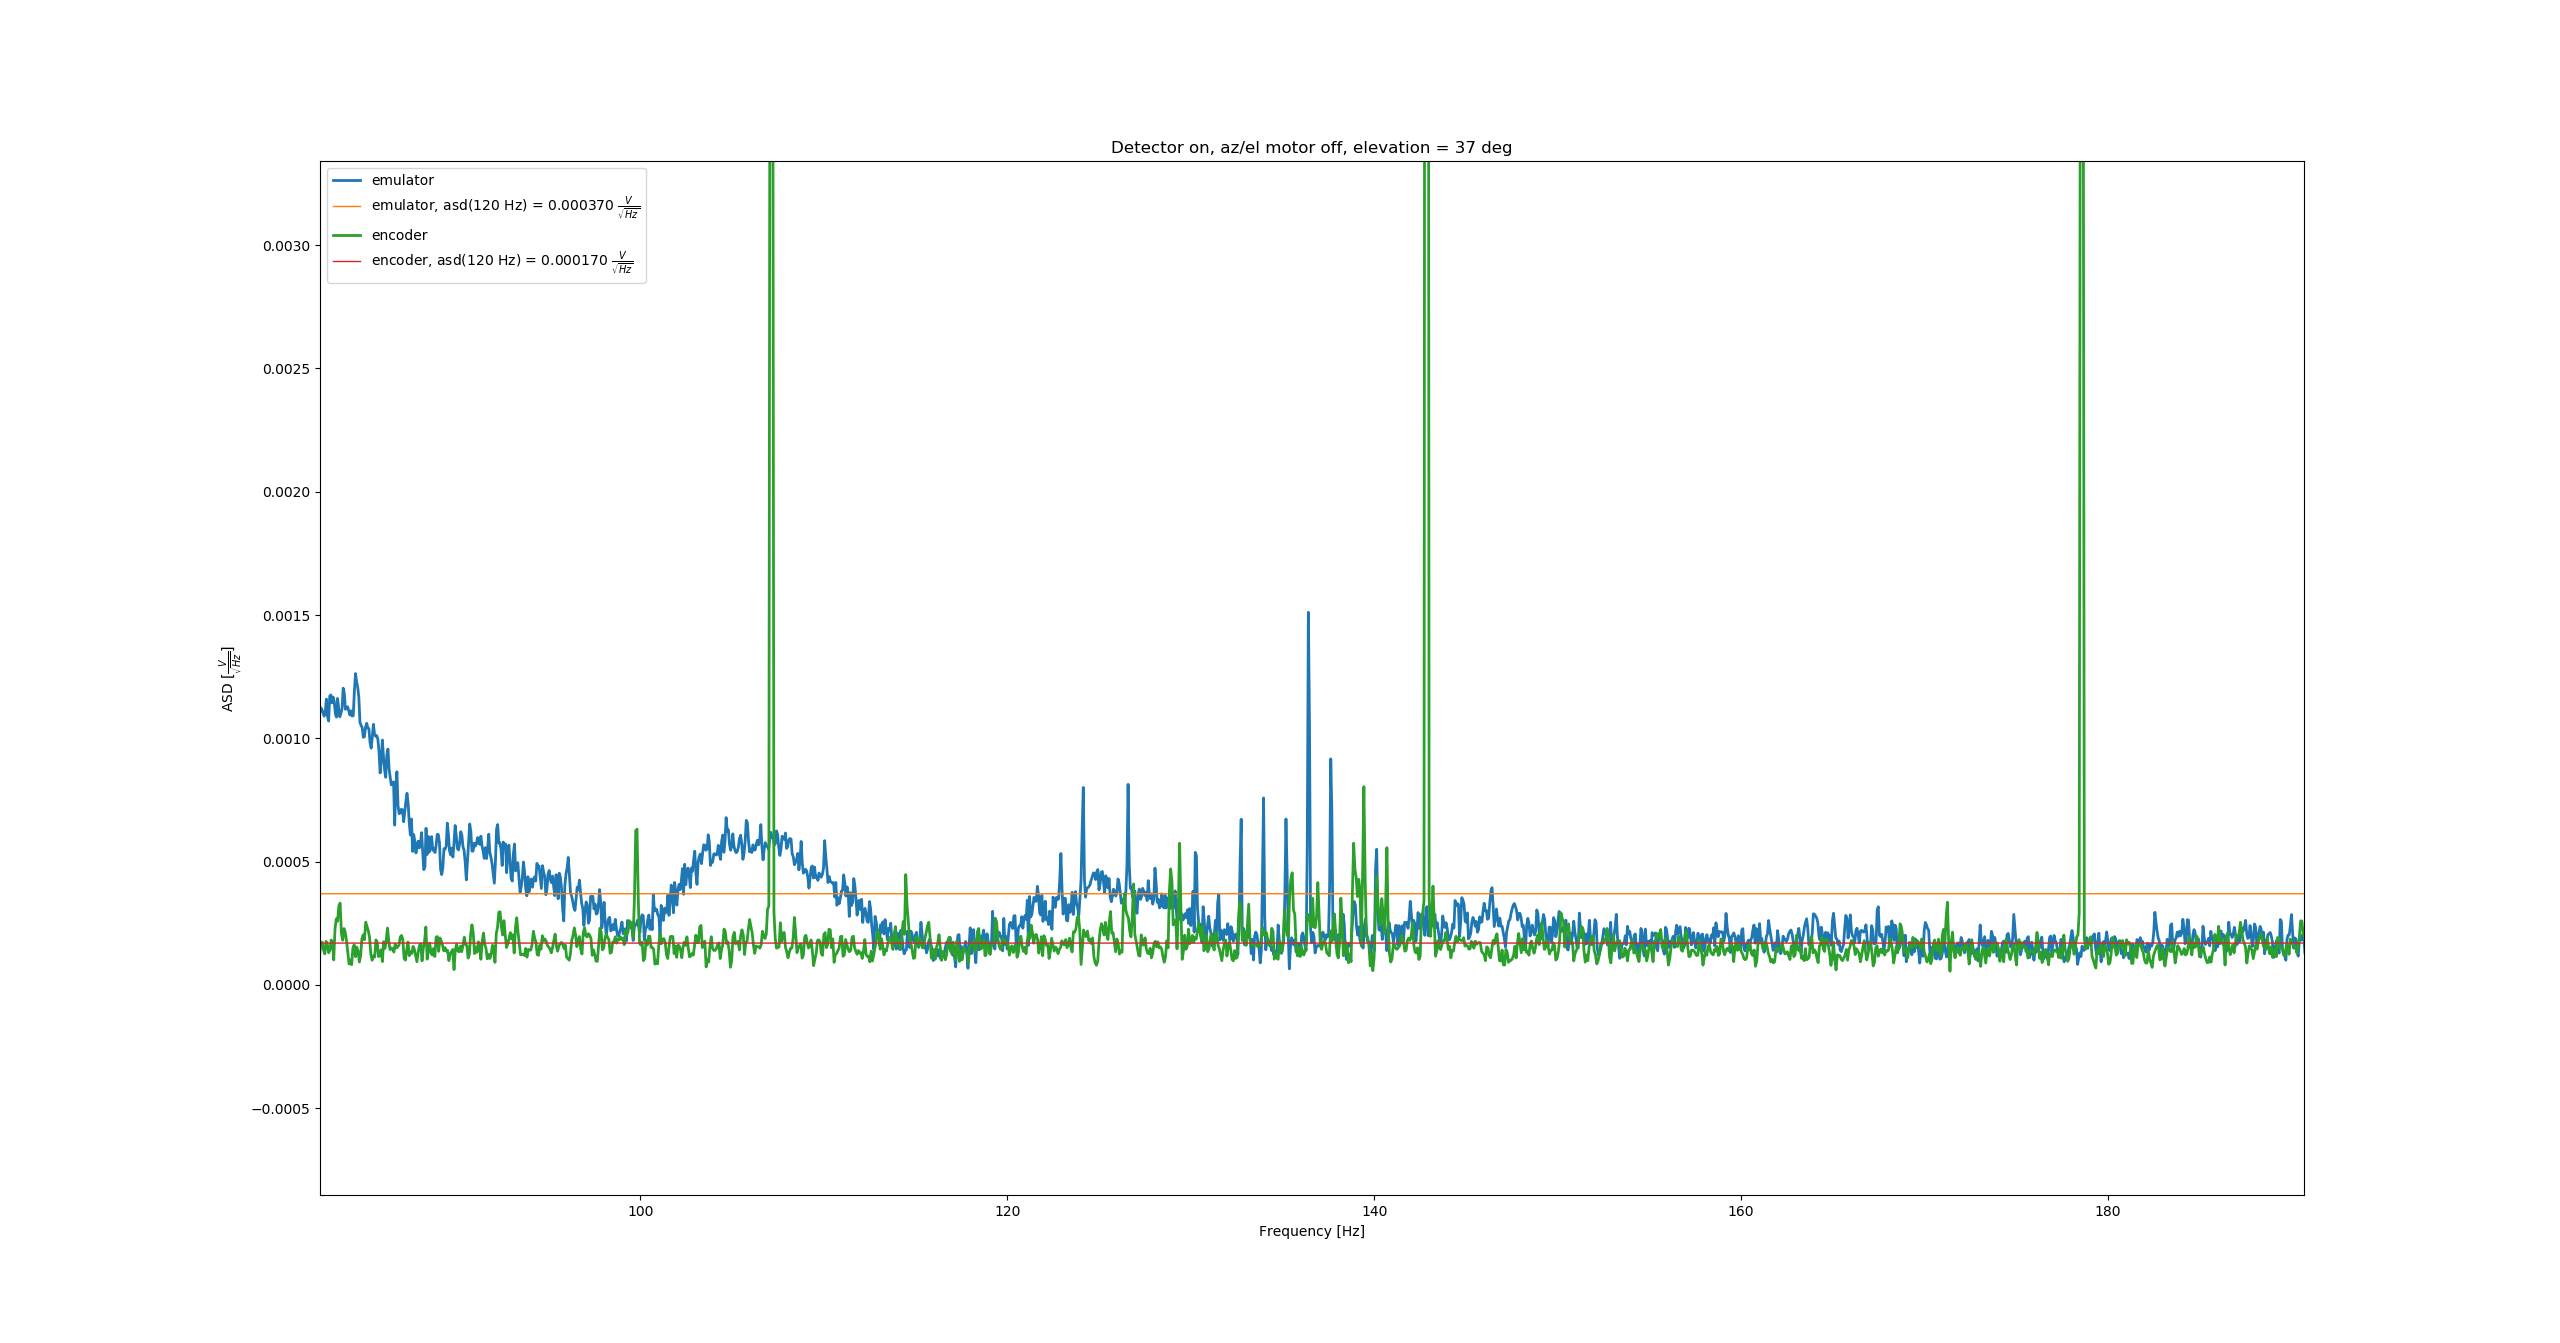 Detector on, az/el motor off, elevation = 37 deg
emulator
emulator, asd(120 Hz) = 0.000370 V/√Hz
encoder
encoder, asd(120 Hz) = 0.000170 V/√Hz
ASD [V/√Hz]
0.0030
0.0025
0.0020
0.0015
0.0010
0.0005
0.0000
−0.0005
100 120 140 160 180
Frequency [Hz]